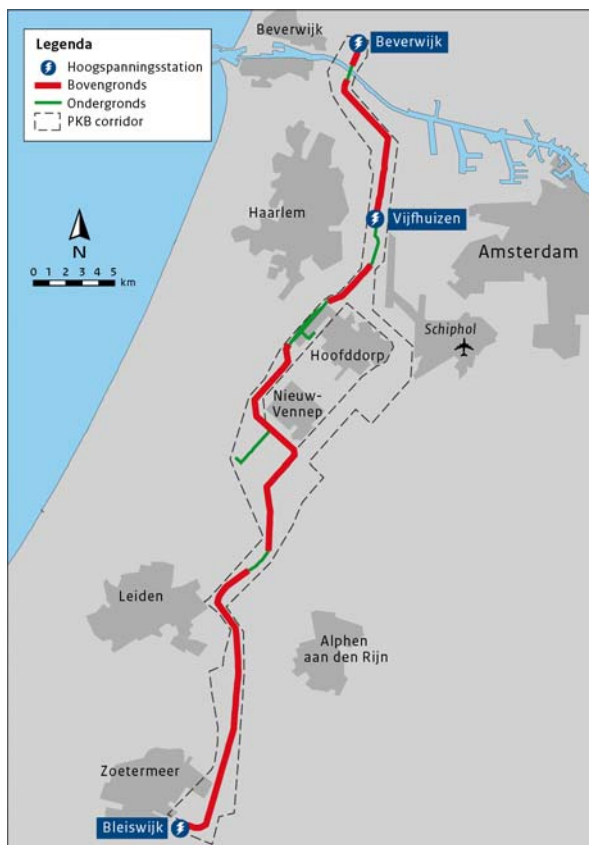 Legenda
Hoogspanningsstation
Bovengronds
Ondergronds
PKB corridor
Beverwijk
Beverwijk
Haarlem
Vijfhuizen
Amsterdam
N
0 1 2 3 4 5
km
Schiphol
Hoofddorp
Nieuw-
Vennep
Leiden
Alphen
aan den Rijn
Zoetermeer
Bleiswijk